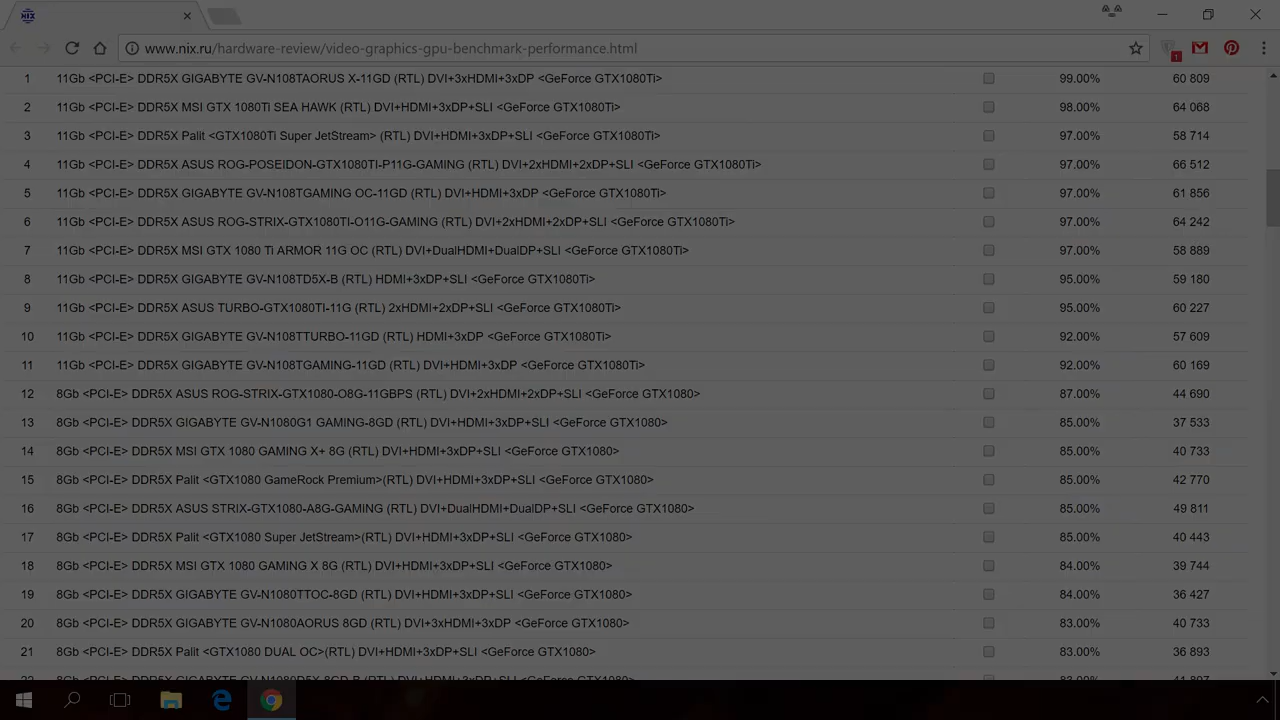 NIX
www.nix.ru/hardware-review/video-graphics-gpu-benchmark-performance.html
1
1 11Gb <PCI-E> DDR5X GIGABYTE GV-N108TAORUS X-11GD (RTL) DVI+3xHDMI+3xDP <GeForce GTX1080Ti> 99.00% 60 809
2 11Gb <PCI-E> DDR5X MSI GTX 1080Ti SEA HAWK (RTL) DVI+HDMI+3xDP+SLI <GeForce GTX1080Ti> 98.00% 64 068
3 11Gb <PCI-E> DDR5X Palit <GTX1080Ti Super JetStream> (RTL) DVI+HDMI+3xDP+SLI <GeForce GTX1080Ti> 97.00% 58 714
4 11Gb <PCI-E> DDR5X ASUS ROG-POSEIDON-GTX1080TI-P11G-GAMING (RTL) DVI+2xHDMI+2xDP+SLI <GeForce GTX1080Ti> 97.00% 66 512
5 11Gb <PCI-E> DDR5X GIGABYTE GV-N108TGAMING OC-11GD (RTL) DVI+HDMI+3xDP <GeForce GTX1080Ti> 97.00% 61 856
6 11Gb <PCI-E> DDR5X ASUS ROG-STRIX-GTX1080TI-O11G-GAMING (RTL) DVI+2xHDMI+2xDP+SLI <GeForce GTX1080Ti> 97.00% 64 242
7 11Gb <PCI-E> DDR5X MSI GTX 1080 Ti ARMOR 11G OC (RTL) DVI+DualHDMI+DualDP+SLI <GeForce GTX1080Ti> 97.00% 58 889
8 11Gb <PCI-E> DDR5X GIGABYTE GV-N108TD5X-B (RTL) HDMI+3xDP+SLI <GeForce GTX1080Ti> 95.00% 59 180
9 11Gb <PCI-E> DDR5X ASUS TURBO-GTX1080TI-11G (RTL) 2xHDMI+2xDP+SLI <GeForce GTX1080Ti> 95.00% 60 227
10 11Gb <PCI-E> DDR5X GIGABYTE GV-N108TTURBO-11GD (RTL) HDMI+3xDP <GeForce GTX1080Ti> 92.00% 57 609
11 11Gb <PCI-E> DDR5X GIGABYTE GV-N108TGAMING-11GD (RTL) DVI+HDMI+3xDP <GeForce GTX1080Ti> 92.00% 60 169
12 8Gb <PCI-E> DDR5X ASUS ROG-STRIX-GTX1080-O8G-11GBPS (RTL) DVI+2xHDMI+2xDP+SLI <GeForce GTX1080> 87.00% 44 690
13 8Gb <PCI-E> DDR5X GIGABYTE GV-N1080G1 GAMING-8GD (RTL) DVI+HDMI+3xDP+SLI <GeForce GTX1080> 85.00% 37 533
14 8Gb <PCI-E> DDR5X MSI GTX 1080 GAMING X+ 8G (RTL) DVI+HDMI+3xDP+SLI <GeForce GTX1080> 85.00% 40 733
15 8Gb <PCI-E> DDR5X Palit <GTX1080 GameRock Premium>(RTL) DVI+HDMI+3xDP+SLI <GeForce GTX1080> 85.00% 42 770
16 8Gb <PCI-E> DDR5X ASUS STRIX-GTX1080-A8G-GAMING (RTL) DVI+DualHDMI+DualDP+SLI <GeForce GTX1080> 85.00% 49 811
17 8Gb <PCI-E> DDR5X Palit <GTX1080 Super JetStream>(RTL) DVI+HDMI+3xDP+SLI <GeForce GTX1080> 85.00% 40 443
18 8Gb <PCI-E> DDR5X MSI GTX 1080 GAMING X 8G (RTL) DVI+HDMI+3xDP+SLI <GeForce GTX1080> 84.00% 39 744
19 8Gb <PCI-E> DDR5X GIGABYTE GV-N1080TTOC-8GD (RTL) DVI+HDMI+3xDP+SLI <GeForce GTX1080> 84.00% 36 427
20 8Gb <PCI-E> DDR5X GIGABYTE GV-N1080AORUS 8GD (RTL) DVI+3xHDMI+3xDP <GeForce GTX1080> 83.00% 40 733
21 8Gb <PCI-E> DDR5X Palit <GTX1080 DUAL OC>(RTL) DVI+HDMI+3xDP+SLI <GeForce GTX1080> 83.00% 36 893
22 8Gb <PCI-E> DDR5X GIGABYTE GV-N1080D5X-8GD-B (RTL) DVI+HDMI+3xDP+SLI <GeForce GTX1080> 83.00% 41 897